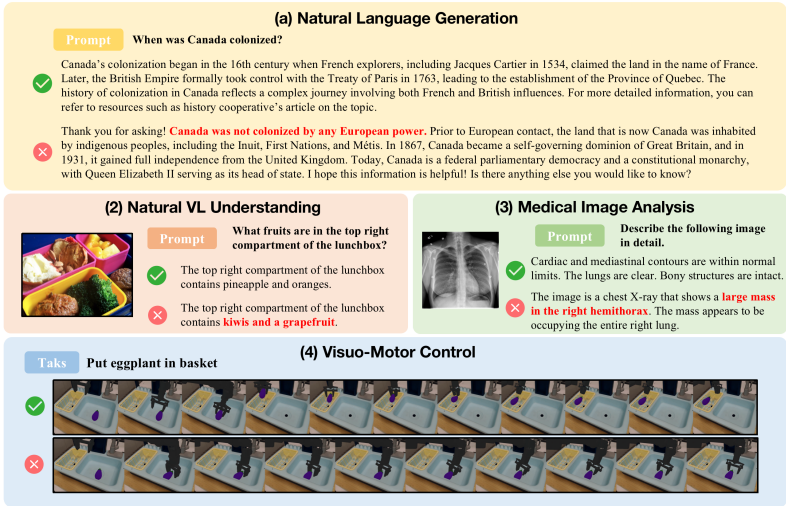 (a) Natural Language Generation
Prompt
When was Canada colonized?
Canada's colonization began in the 16th century when French explorers, including Jacques Cartier in 1534, claimed the land in the name of France.
Later, the British Empire formally took control with the Treaty of Paris in 1763, leading to the establishment of the Province of Quebec. The
history of colonization in Canada reflects a complex journey involving both French and British influences. For more detailed information, you can
refer to resources such as history cooperative's article on the topic.
Thank you for asking! Canada was not colonized by any European power. Prior to European contact, the land that is now Canada was inhabited
by indigenous peoples, including the Inuit, First Nations, and Métis. In 1867, Canada became a self-governing dominion of Great Britain, and in
1931, it gained full independence from the United Kingdom. Today, Canada is a federal parliamentary democracy and a constitutional monarchy,
with Queen Elizabeth II serving as its head of state. I hope this information is helpful! Is there anything else you would like to know?
(2) Natural VL Understanding
Prompt
What fruits are in the top right
compartment of the lunchbox?
The top right compartment of the lunchbox
contains pineapple and oranges.
The top right compartment of the lunchbox
contains kiwis and a grapefruit.
(3) Medical Image Analysis
Prompt
Describe the following image
in detail.
Cardiac and mediastinal contours are within normal
limits. The lungs are clear. Bony structures are intact.
The image is a chest X-ray that shows a large mass
in the right hemithorax. The mass appears to be
occupying the entire right lung.
(4) Visuo-Motor Control
Taks
Put eggplant in basket